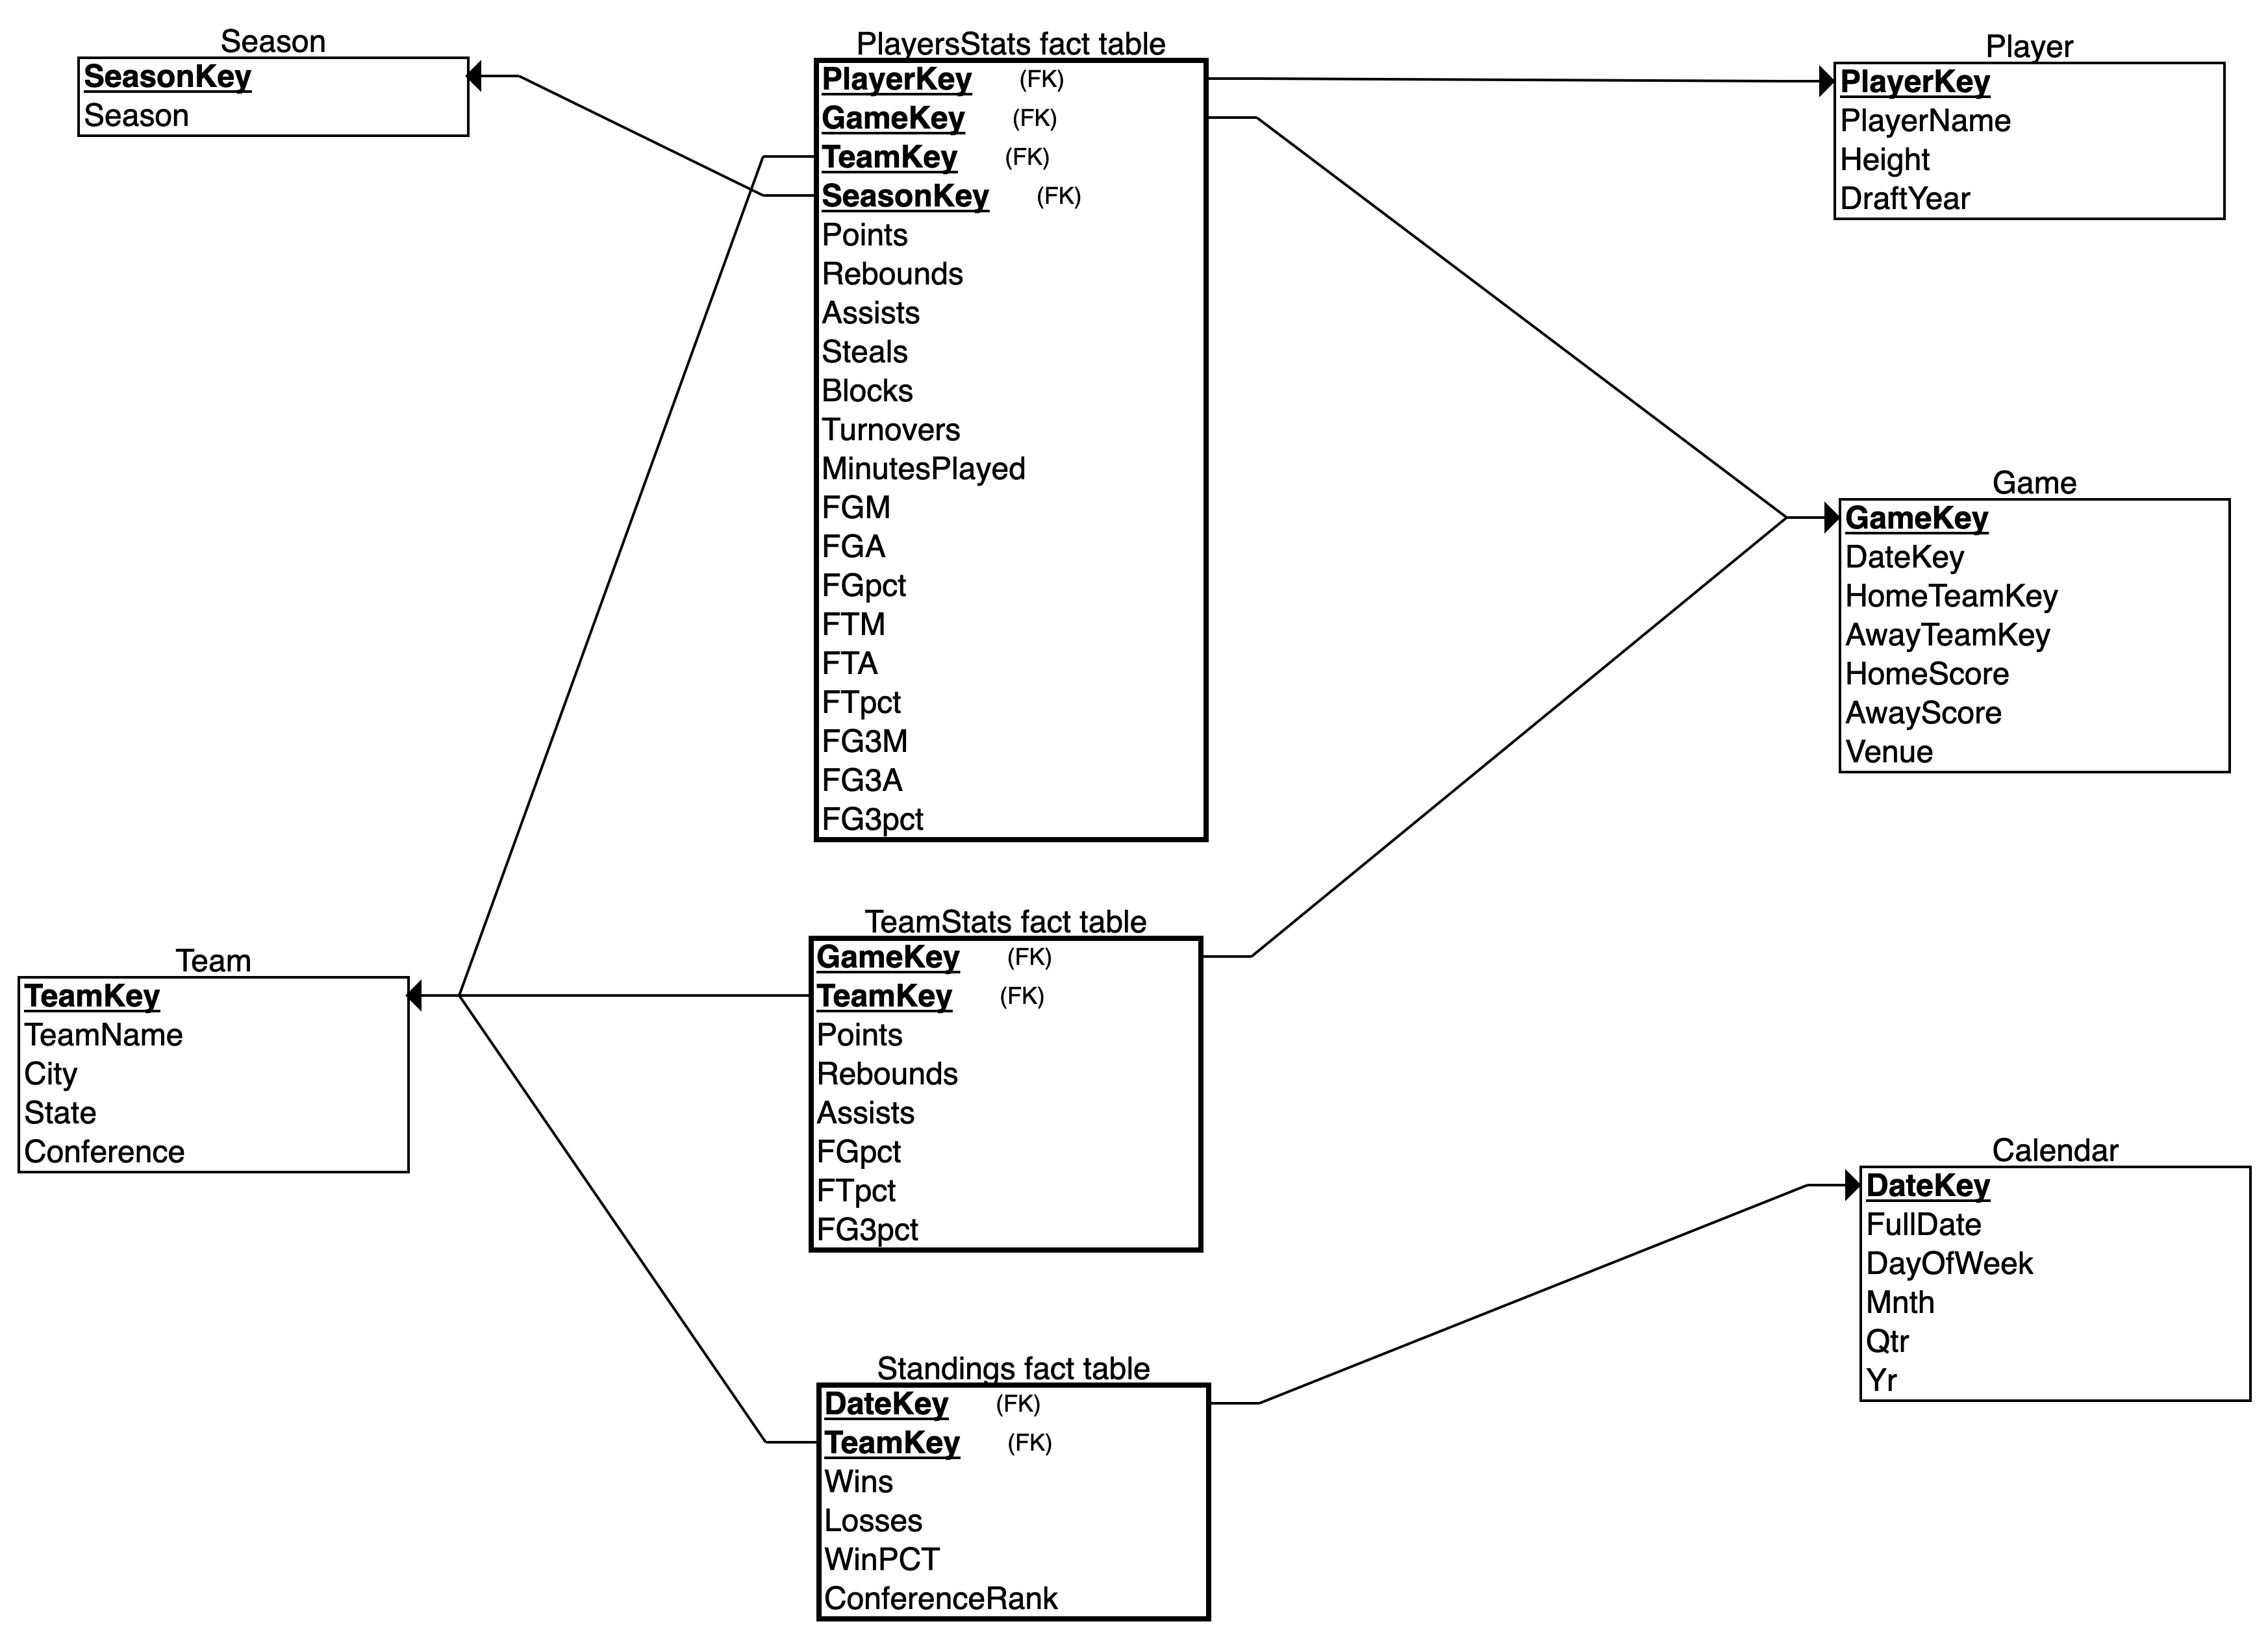 Season
SeasonKey
Season
PlayersStats fact table
PlayerKey (FK)
GameKey (FK)
TeamKey (FK)
SeasonKey (FK)
Points
Rebounds
Assists
Steals
Blocks
Turnovers
MinutesPlayed
FGM
FGA
FGpct
FTM
FTA
FTpct
FG3M
FG3A
FG3pct
Player
PlayerKey
PlayerName
Height
DraftYear
Game
GameKey
DateKey
HomeTeamKey
AwayTeamKey
HomeScore
AwayScore
Venue
Team
TeamKey
TeamName
City
State
Conference
TeamStats fact table
GameKey (FK)
TeamKey (FK)
Points
Rebounds
Assists
FGpct
FTpct
FG3pct
Calendar
DateKey
FullDate
DayOfWeek
Mnth
Qtr
Yr
Standings fact table
DateKey (FK)
TeamKey (FK)
Wins
Losses
WinPCT
ConferenceRank